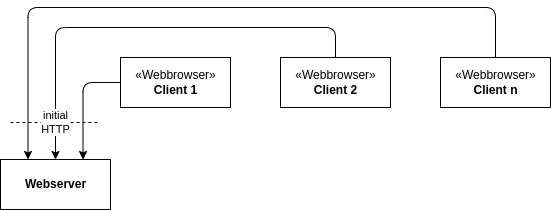 «Webbrowser»
Client 1
«Webbrowser»
Client 2
«Webbrowser»
Client n
initial
HTTP
Webserver